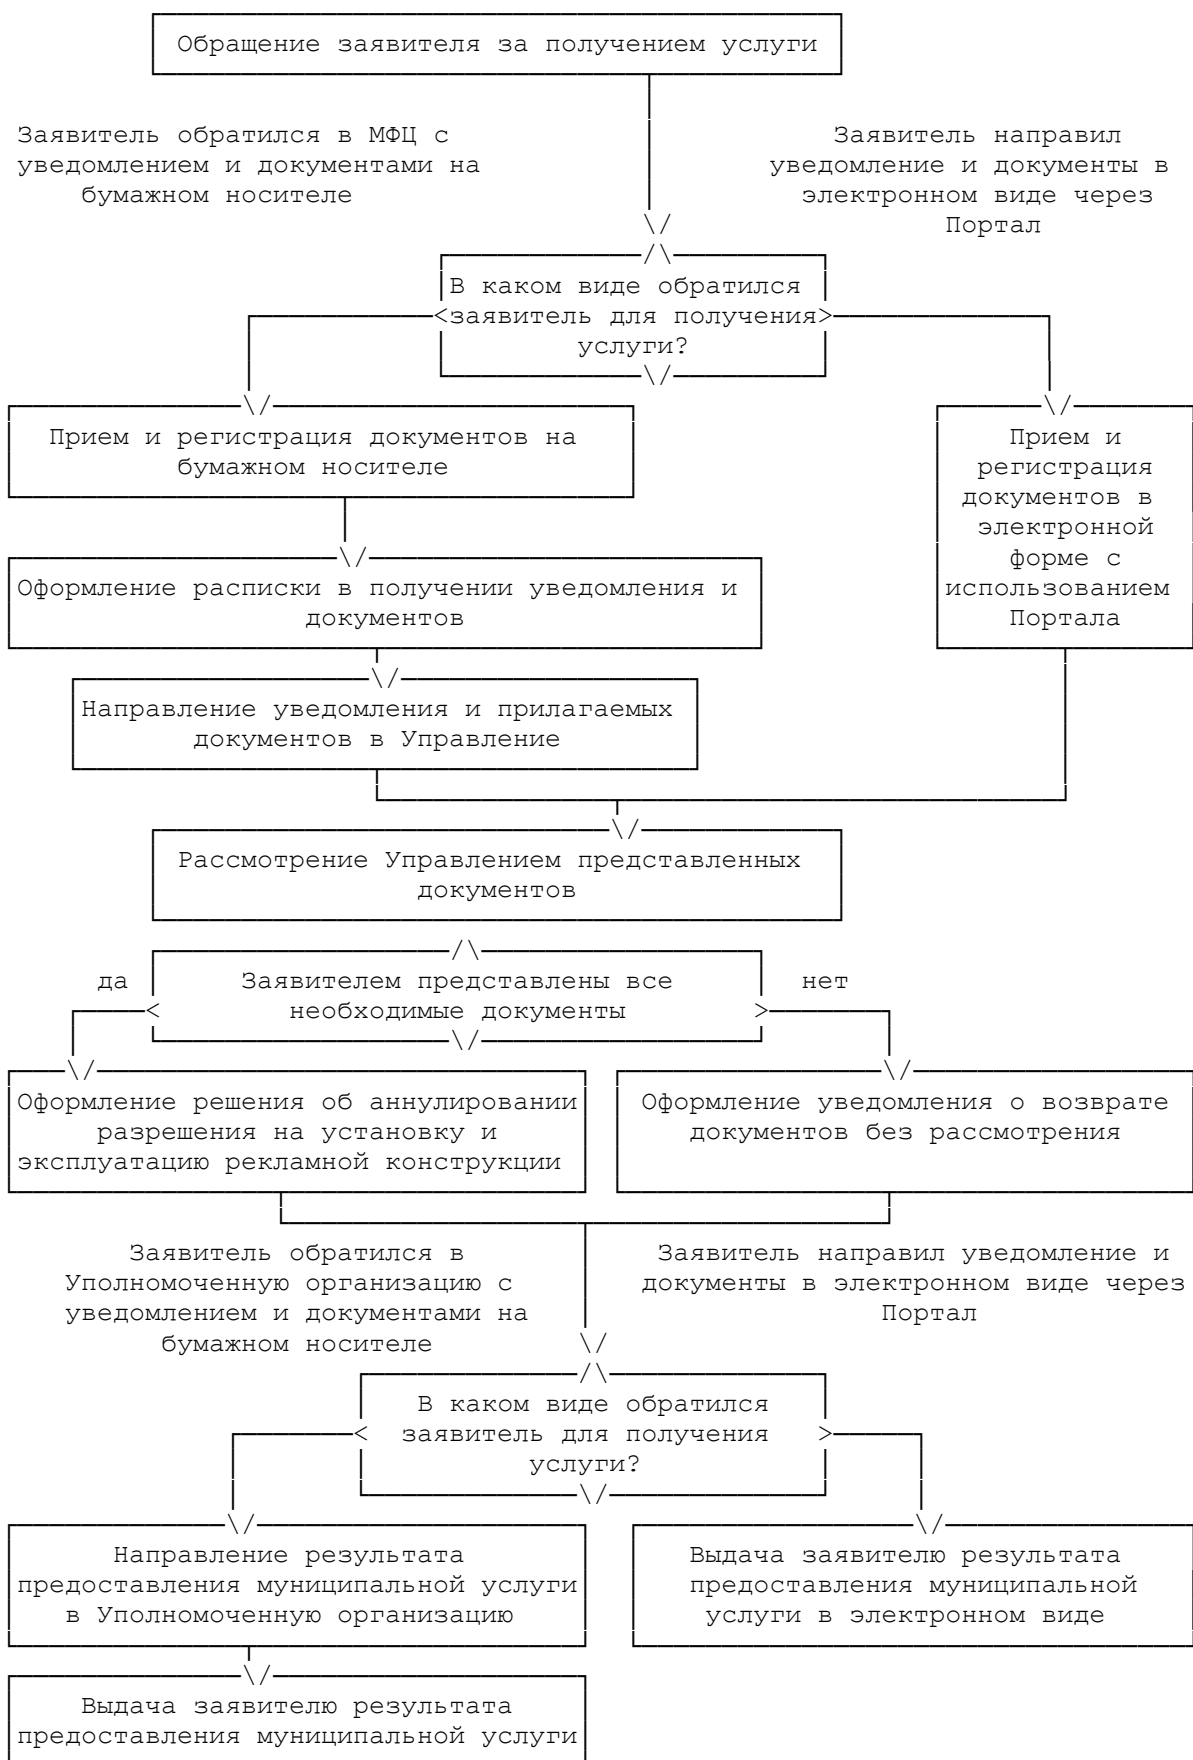 Обращение заявителя за получением услуги
Заявитель обратился в МФЦ с
уведомлением и документами на
бумажном носителе
Заявитель направил
уведомление и документы в
электронном виде через
Портал
В каком виде обратился
заявитель для получения
услуги?
Прием и регистрация документов на
бумажном носителе
Прием и
регистрация
документов в
электронной
форме с
использованием
Портала
Оформление расписки в получении уведомления и
документов
Направление уведомления и прилагаемых
документов в Управление
Рассмотрение Управлением представленных
документов
да
Заявителем представлены все
необходимые документы
нет
Оформление решения об аннулировании
разрешения на установку и
эксплуатацию рекламной конструкции
Оформление уведомления о возврате
документов без рассмотрения
Заявитель обратился в
Уполномоченную организацию с
уведомлением и документами на
бумажном носителе
Заявитель направил уведомление и
документы в электронном виде через
Портал
В каком виде обратился
заявитель для получения
услуги?
Направление результата
предоставления муниципальной услуги
в Уполномоченную организацию
Выдача заявителю результата
предоставления муниципальной
услуги в электронном виде
Выдача заявителю результата
предоставления муниципальной услуги